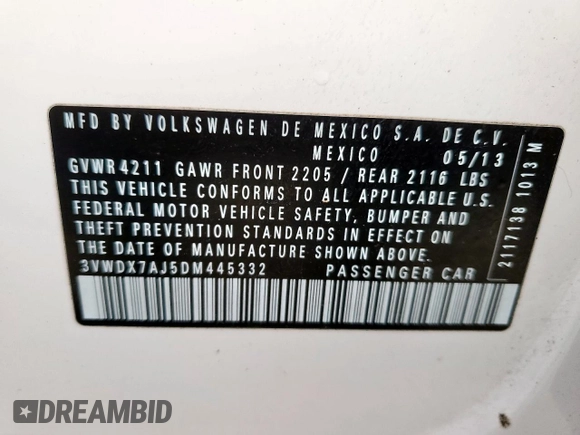 MFD BY VOLKSWAGEN DE MEXICO S.A. DE C.V.
MEXICO 05/13
GVWR 4211 GAWR FRONT 2205 / REAR 2116 LBS
THIS VEHICLE CONFORMS TO ALL APPLICABLE U.S.
FEDERAL MOTOR VEHICLE SAFETY, BUMPER AND
THEFT PREVENTION STANDARDS IN EFFECT ON
THE DATE OF MANUFACTURE SHOWN ABOVE.
3VWDX7AJ5DM445332 PASSENGER CAR
2117138 1013 M
DREAMBID